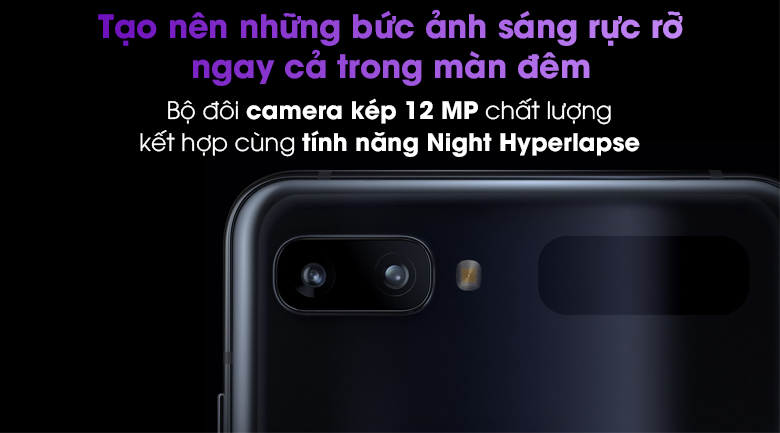 Tạo nên những bức ảnh sáng rực rỡ
ngay cả trong màn đêm
Bộ đôi camera kép 12 MP chất lượng
kết hợp cùng tính năng Night Hyperlapse